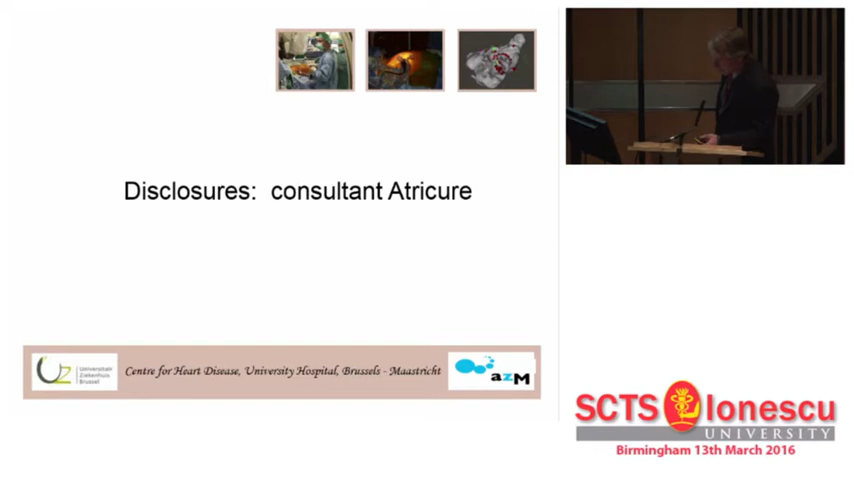 Disclosures: consultant Atricure
UZ
Universitair
Ziekenhuis
Brussel
Centre for Heart Disease, University Hospital, Brussels - Maastricht
azM
SCTS Ionescu
UNIVERSITY
Birmingham 13th March 2016